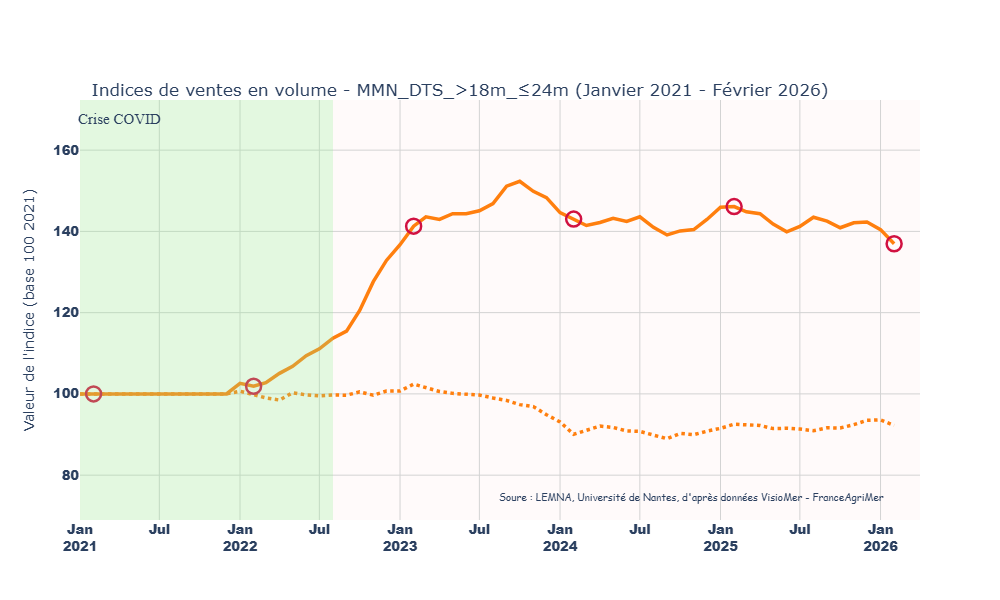 Indices de ventes en volume - MMN_DTS_>18m_≤24m (Janvier 2021 - Février 2026)
Crise COVID
Valeur de l'indice (base 100 2021)
160
140
120
100
80
Soure : LEMNA, Université de Nantes, d'après données VisioMer - FranceAgriMer
Jan Jul Jan Jul Jan Jul Jan Jul Jan Jul Jan
2021 2022 2023 2024 2025 2026